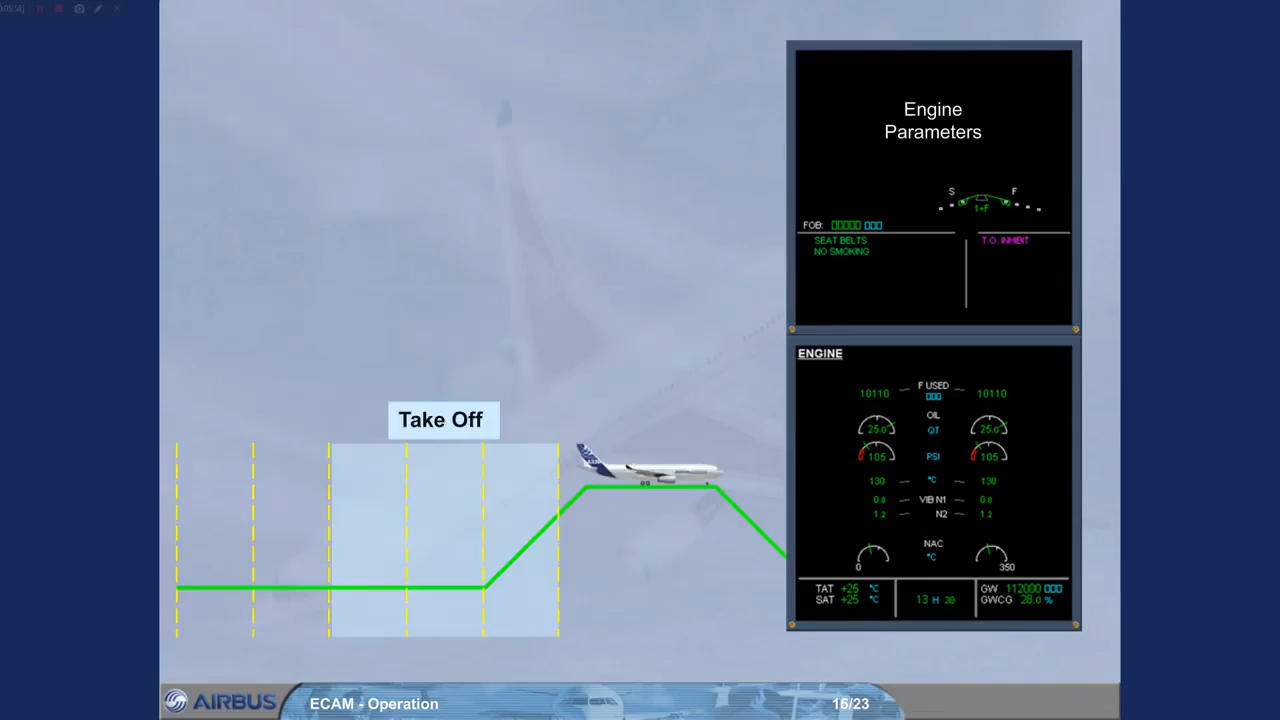 Engine
Parameters
S F
1+F
FOB:
SEAT BELTS
NO SMOKING
T.O. INHIBIT
ENGINE
F USED
10110 10110
OIL
25.0 QT 25.0
105 PSI 105
130 °C 130
0.8 VIB N1 0.8
1.2 N2 1.2
NAC
°C
0 350
TAT +25 °C
SAT +25 °C
13 H 20
GW 112000
GWCG 28.0 %
Take Off
AIRBUS
ECAM - Operation
16/23